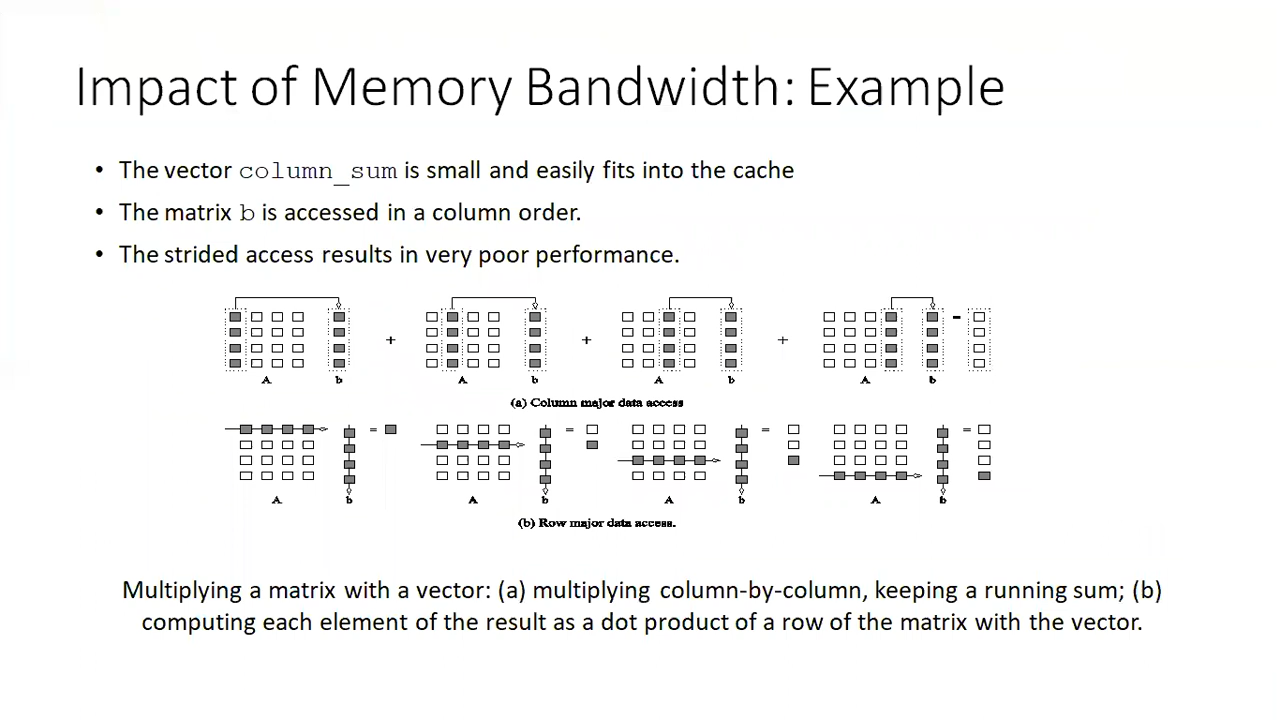 Impact of Memory Bandwidth: Example
• The vector column_sum is small and easily fits into the cache
• The matrix b is accessed in a column order.
• The strided access results in very poor performance.
+ + + =
A b A b A b A b
(a) Column major data access
= = = =
A b A b A b A b
(b) Row major data access.
Multiplying a matrix with a vector: (a) multiplying column-by-column, keeping a running sum; (b)
computing each element of the result as a dot product of a row of the matrix with the vector.